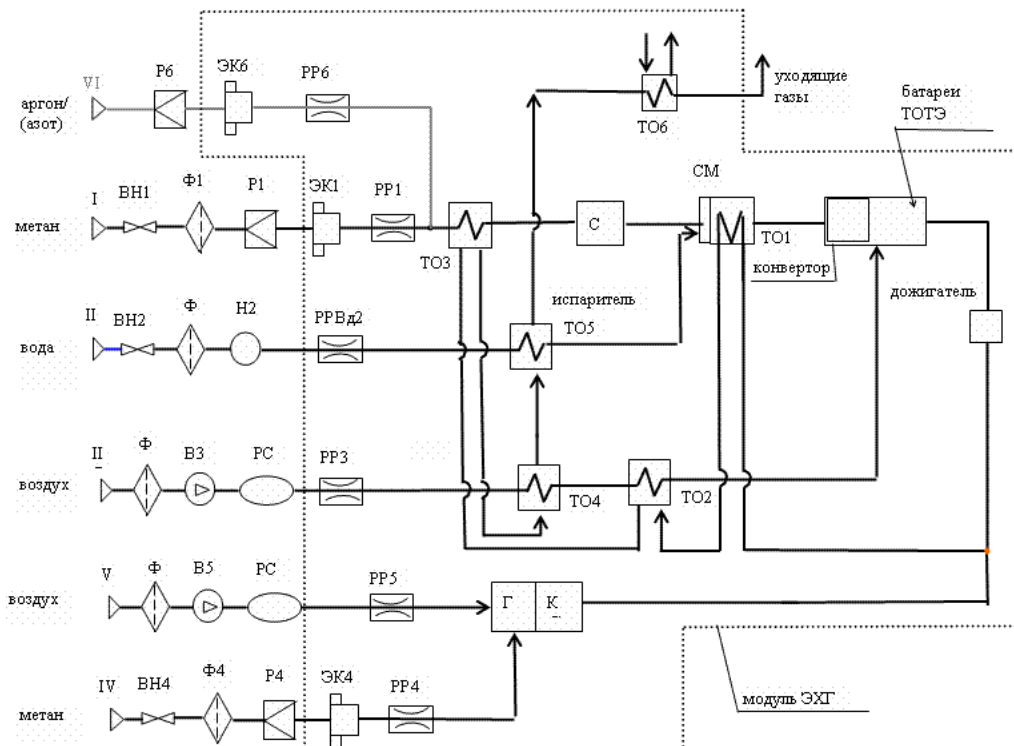 VI
Р6
ЭК6
РР6
аргон/
(азот)
ТО6
уходящие
газы
батареи
ТОТЭ
I
ВН1
Ф1
Р1
ЭК1
РР1
метан
ТО3
С
СМ
ТО1
конвертор
дожигатель
II
ВН2
Ф
Н2
РРВд2
испаритель
ТО5
вода
II
Ф
В3
РС
РР3
воздух
ТО4
ТО2
V
Ф
В5
РС
РР5
воздух
Г
К
IV
ВН4
Ф4
Р4
ЭК4
РР4
метан
модуль ЭХГ